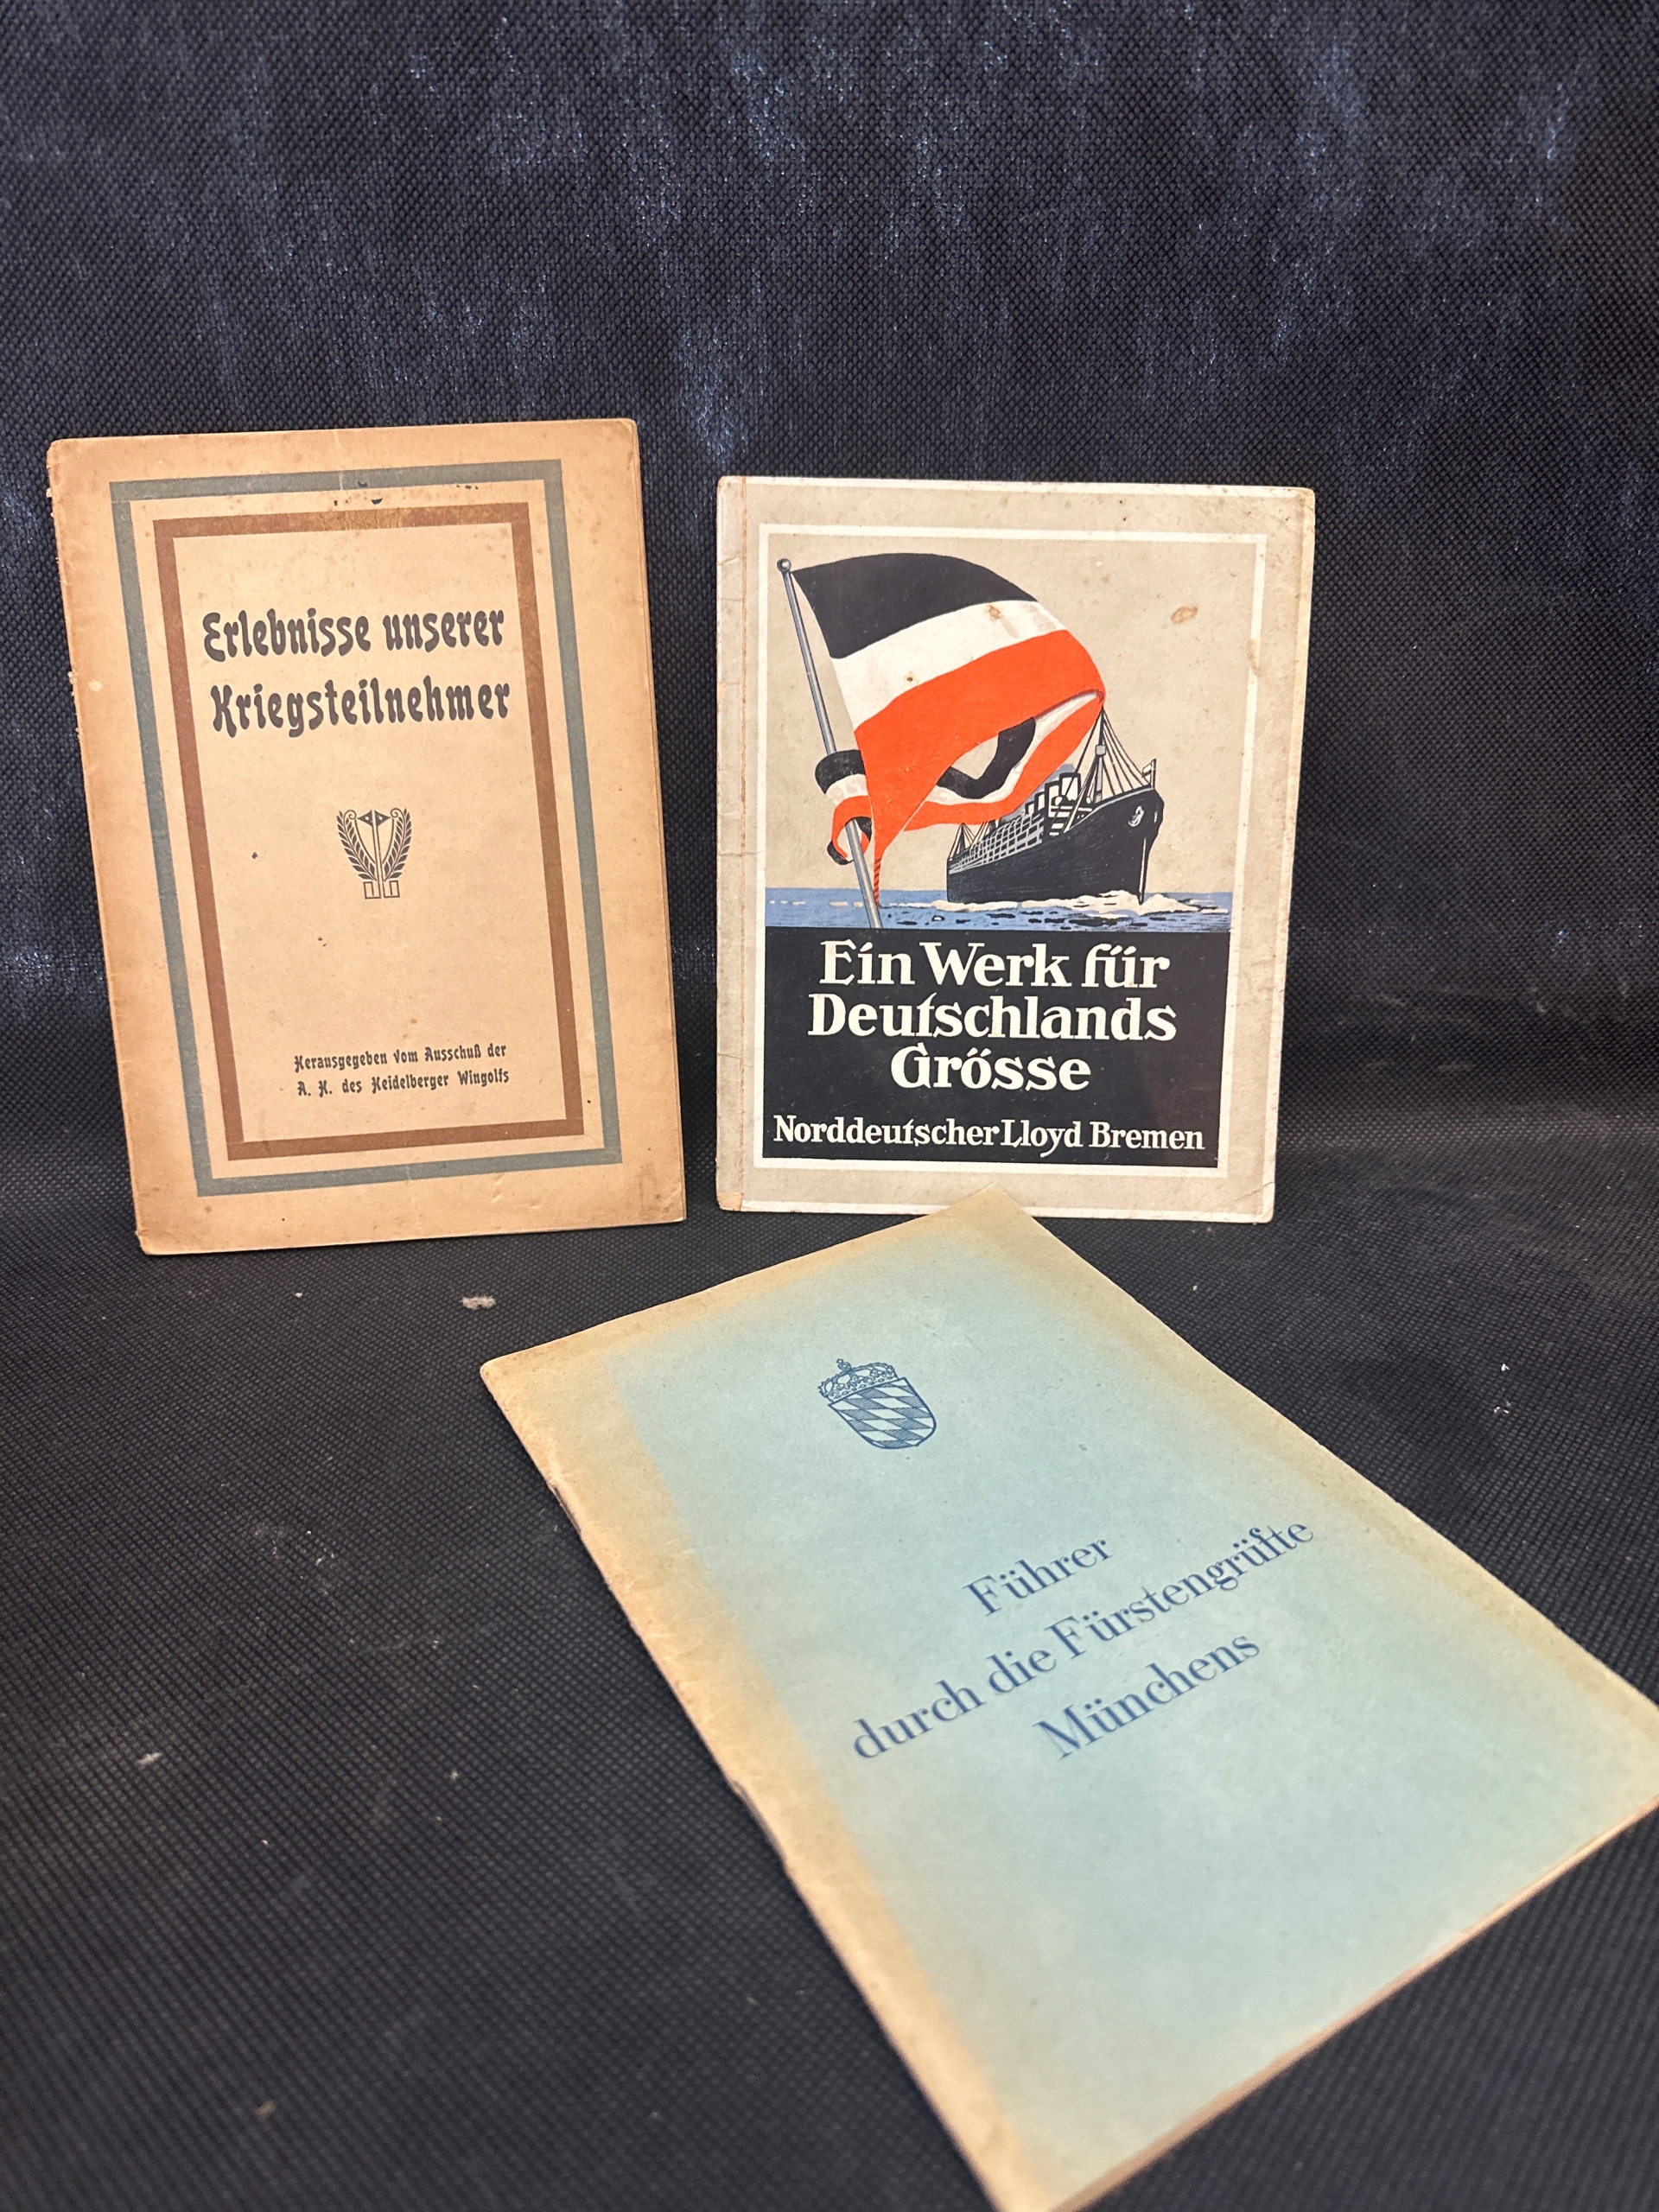 Erlebnisse unserer
Kriegsteilnehmer
Herausgegeben vom Ausschuß der
A. H. des Heidelberger Wingolfs
Ein Werk für
Deutschlands
Grösse
Norddeutscher Lloyd Bremen
Führer
durch die Fürstengrüfte
Münchens